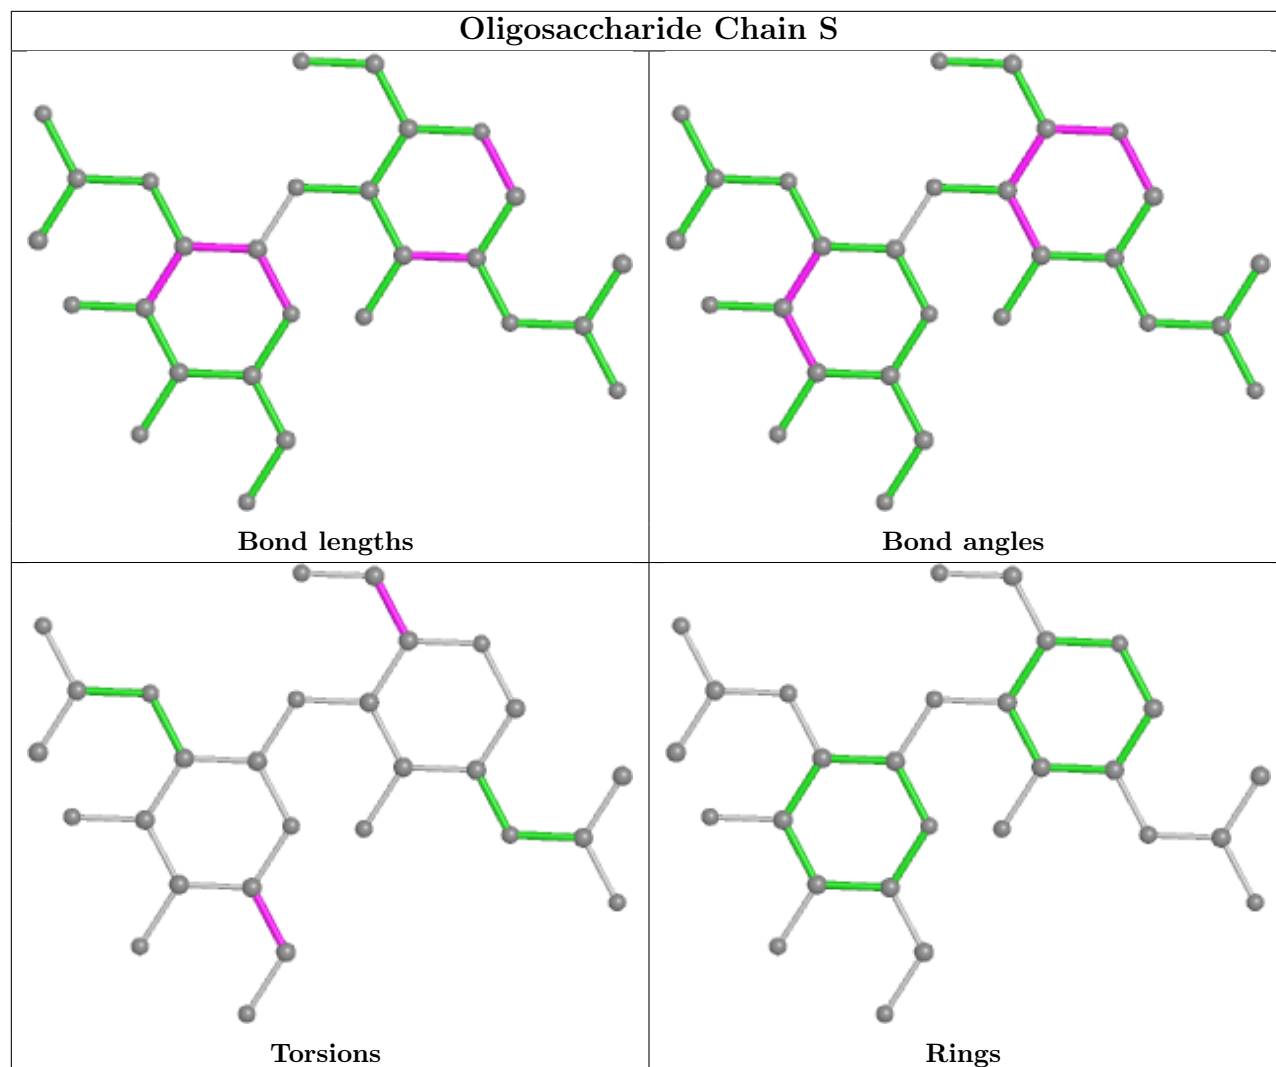 Oligosaccharide Chain S
Bond lengths
Bond angles
Torsions
Rings